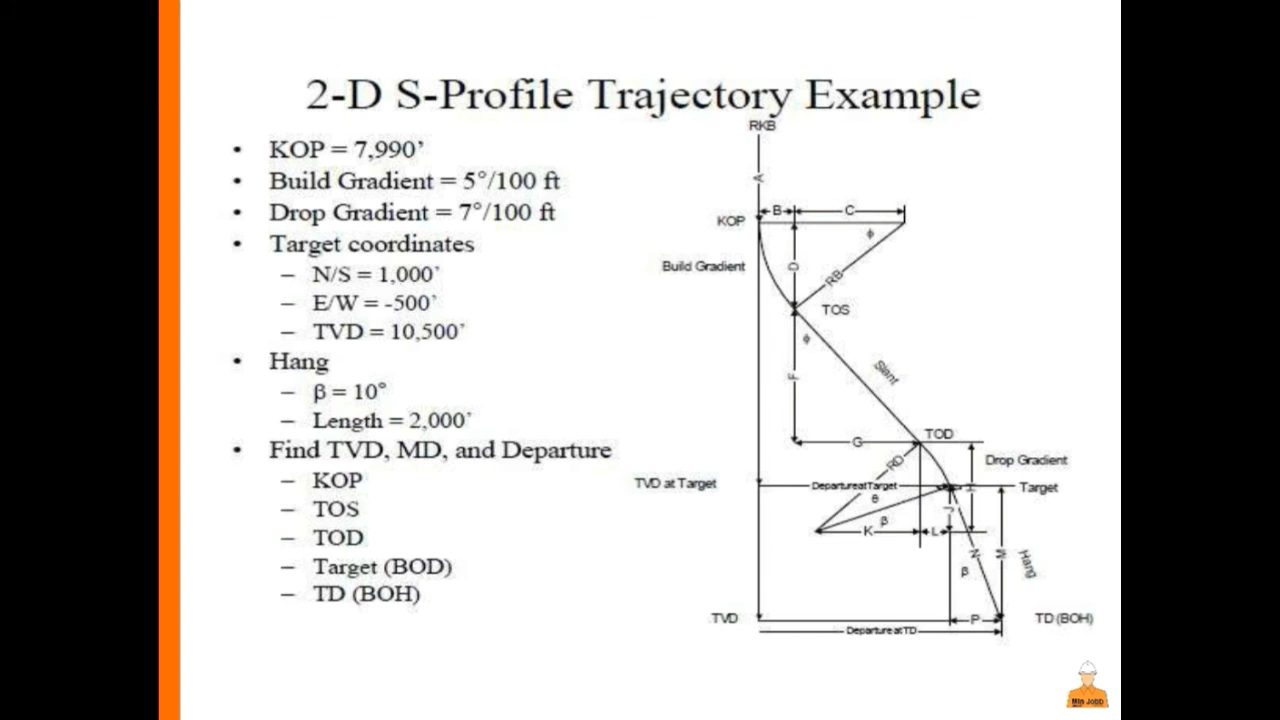 2-D S-Profile Trajectory Example
• KOP = 7,990’
• Build Gradient = 5°/100 ft
• Drop Gradient = 7°/100 ft
• Target coordinates
– N/S = 1,000’
– E/W = -500’
– TVD = 10,500’
• Hang
– β = 10°
– Length = 2,000’
• Find TVD, MD, and Departure
– KOP
– TOS
– TOD
– Target (BOD)
– TD (BOH)
RKB
A
B
C
KOP
ϕ
Build Gradient
D
RB
TOS
ϕ
F
Slant
G
TOD
RD
Drop Gradient
TVD at Target
Departure at Target
H
Target
θ
β
J
K
L
N
M
Hang
β
TVD
P
TD (BOH)
Departure at TD
Min Jobb